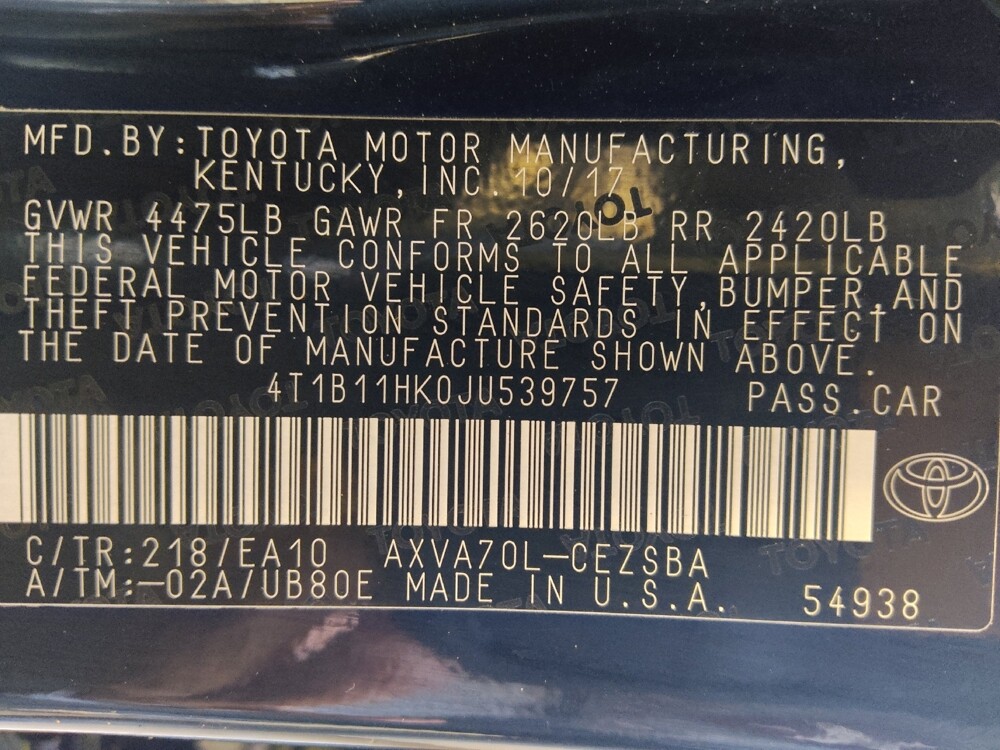 MFD.BY:TOYOTA MOTOR MANUFACTURING,
KENTUCKY,INC.10/17
GVWR 4475LB GAWR FR 2620LB RR 2420LB
THIS VEHICLE CONFORMS TO ALL APPLICABLE
FEDERAL MOTOR VEHICLE SAFETY,BUMPER,AND
THEFT PREVENTION STANDARDS IN EFFECT ON
THE DATE OF MANUFACTURE SHOWN ABOVE.
4T1B11HK0JU539757 PASS.CAR
C/TR:218/EA10 AXVA70L-CEZSBA
A/TM:-02A/UB80E MADE IN U.S.A. 54938